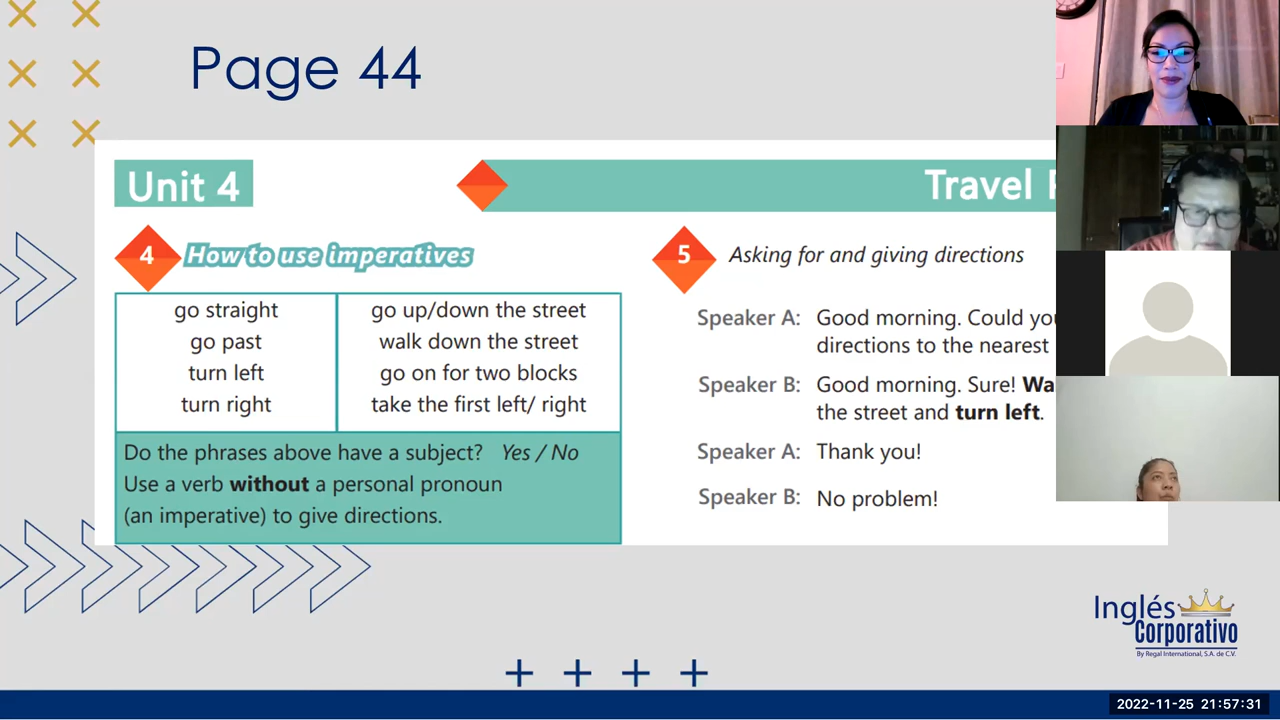 Page 44
Unit 4
Travel
4
How to use imperatives
go straight
go past
turn left
turn right
go up/down the street
walk down the street
go on for two blocks
take the first left/ right
Do the phrases above have a subject? Yes / No
Use a verb without a personal pronoun
(an imperative) to give directions.
5
Asking for and giving directions
Speaker A: Good morning. Could
directions to the nearest
Speaker B: Good morning. Sure!
the street and turn left.
Speaker A: Thank you!
Speaker B: No problem!
Inglés
Corporativo
By Regal International, S.A. de C.V.
2022-11-25 21:57:31